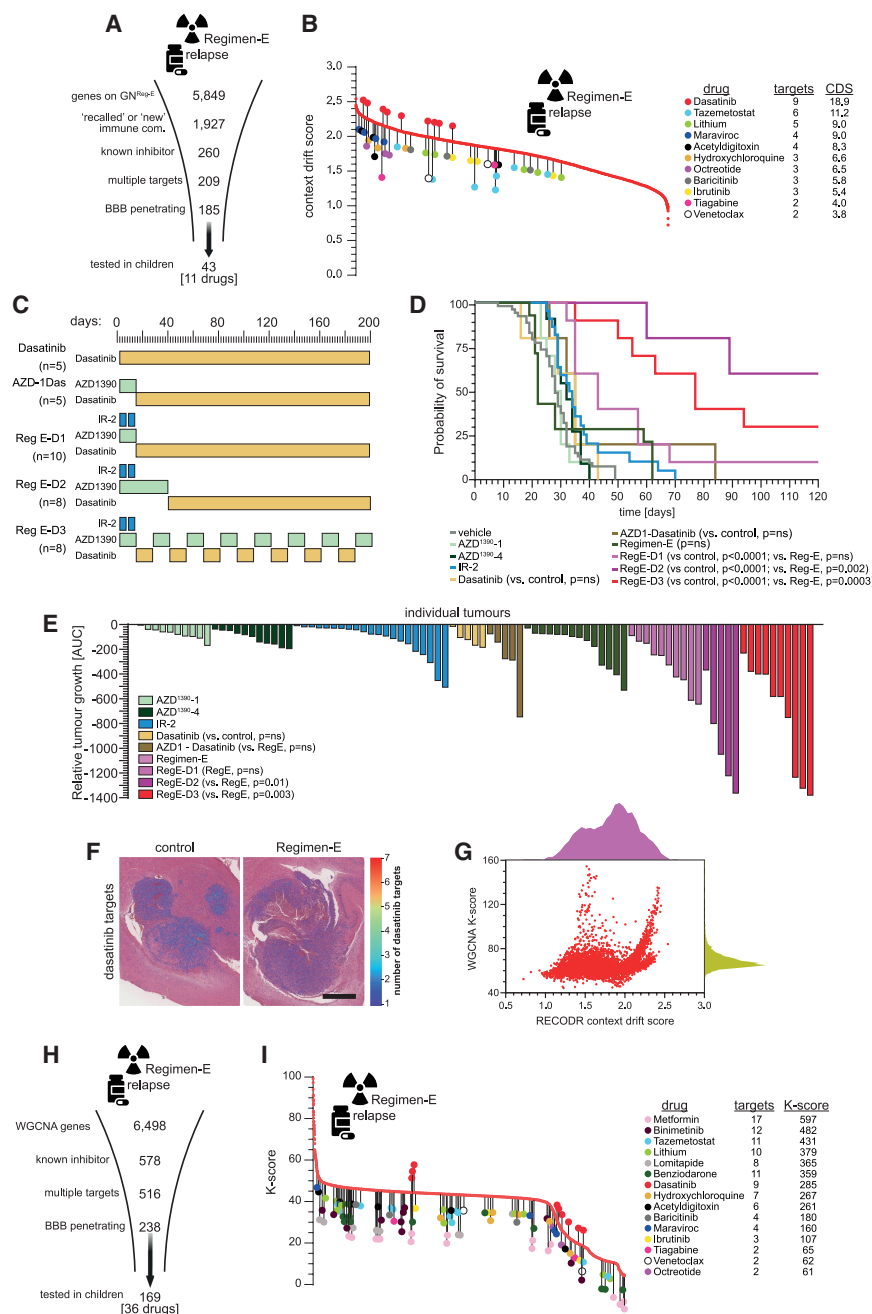 A
Regimen-E
relapse
genes on GN^Reg-E 5,849
'recalled' or 'new' immune com. 1,927
known inhibitor 260
multiple targets 209
BBB penetrating 185
tested in children 43
[11 drugs]
B
Regimen-E
relapse
context drift score
3.0
2.5
2.0
1.5
1.0
0.5
0
drug targets CDS
Dasatinib 9 18.9
Tazemetostat 6 11.2
Lithium 5 9.0
Maraviroc 4 9.0
Acetyldigitoxin 4 8.3
Hydroxychloroquine 3 6.6
Octreotide 3 6.5
Baricitinib 3 5.8
Ibrutinib 3 5.4
Tiagabine 2 4.0
Venetoclax 2 3.8
C
days: 0 40 80 120 160 200
Dasatinib
(n=5)
Dasatinib
AZD-1Das
(n=5)
AZD1390
Dasatinib
Reg E-D1
(n=10)
IR-2
AZD1390
Dasatinib
Reg E-D2
(n=8)
IR-2
AZD1390
Dasatinib
Reg E-D3
(n=8)
IR-2
AZD1390
Dasatinib
D
Probability of survival
100
75
50
25
0
0 10 20 30 40 50 60 70 80 90 100 120
time [days]
vehicle
AZD^1390-1
AZD^1390-4
IR-2
Dasatinib (vs. control, p=ns)
AZD1-Dasatinib (vs. control, p=ns)
Regimen-E (p=ns)
RegE-D1 (vs control, p<0.0001; vs. Reg-E, p=ns)
RegE-D2 (vs control, p<0.0001; vs. Reg-E, p=0.002)
RegE-D3 (vs control, p<0.0001; vs. Reg-E, p=0.0003
E
individual tumours
Relative tumour growth [AUC]
0
-200
-400
-600
-800
-1000
-1200
-1400
AZD^1390-1
AZD^1390-4
IR-2
Dasatinib (vs. control, p=ns)
AZD1 - Dasatinib (vs. RegE, p=ns)
Regimen-E
RegE-D1 (RegE, p=ns)
RegE-D2 (vs. RegE, p=0.01)
RegE-D3 (vs. RegE, p=0.003)
F
control Regimen-E
dasatinib targets
7
6
5
4
3
2
1
number of dasatinib targets
G
WGCNA K-score
160
120
80
40
0.5 1.0 1.5 2.0 2.5 3.0
RECODR context drift score
H
Regimen-E
relapse
WGCNA genes 6,498
known inhibitor 578
multiple targets 516
BBB penetrating 238
tested in children 169
[36 drugs]
I
Regimen-E
relapse
K-score
100
80
60
40
20
0
drug targets K-score
Metformin 17 597
Binimetinib 12 482
Tazemetostat 11 431
Lithium 10 379
Lomitapide 8 365
Benziodarone 11 359
Dasatinib 9 285
Hydroxychloroquine 7 267
Acetyldigitoxin 6 261
Baricitinib 4 180
Maraviroc 4 160
Ibrutinib 3 107
Tiagabine 2 65
Venetoclax 2 62
Octreotide 2 61